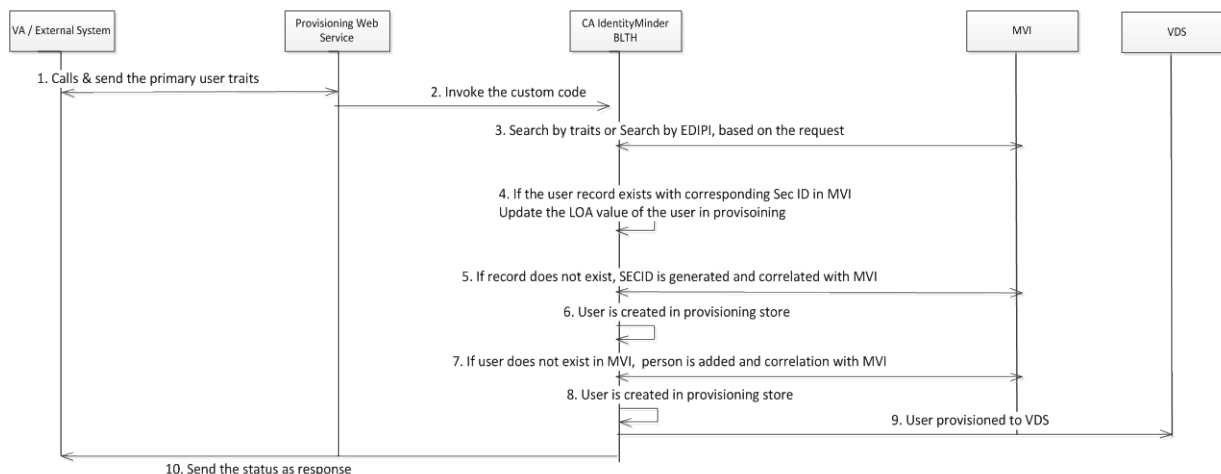 VA / External System
Provisioning Web
Service
CA IdentityMinder
BLTH
MVI
VDS
1. Calls & send the primary user traits
2. Invoke the custom code
3. Search by traits or Search by EDIPI, based on the request
4. If the user record exists with corresponding Sec ID in MVI
Update the LOA value of the user in provisoining
5. If record does not exist, SECID is generated and correlated with MVI
6. User is created in provisioning store
7. If user does not exist in MVI, person is added and correlation with MVI
8. User is created in provisioning store
9. User provisioned to VDS
10. Send the status as response